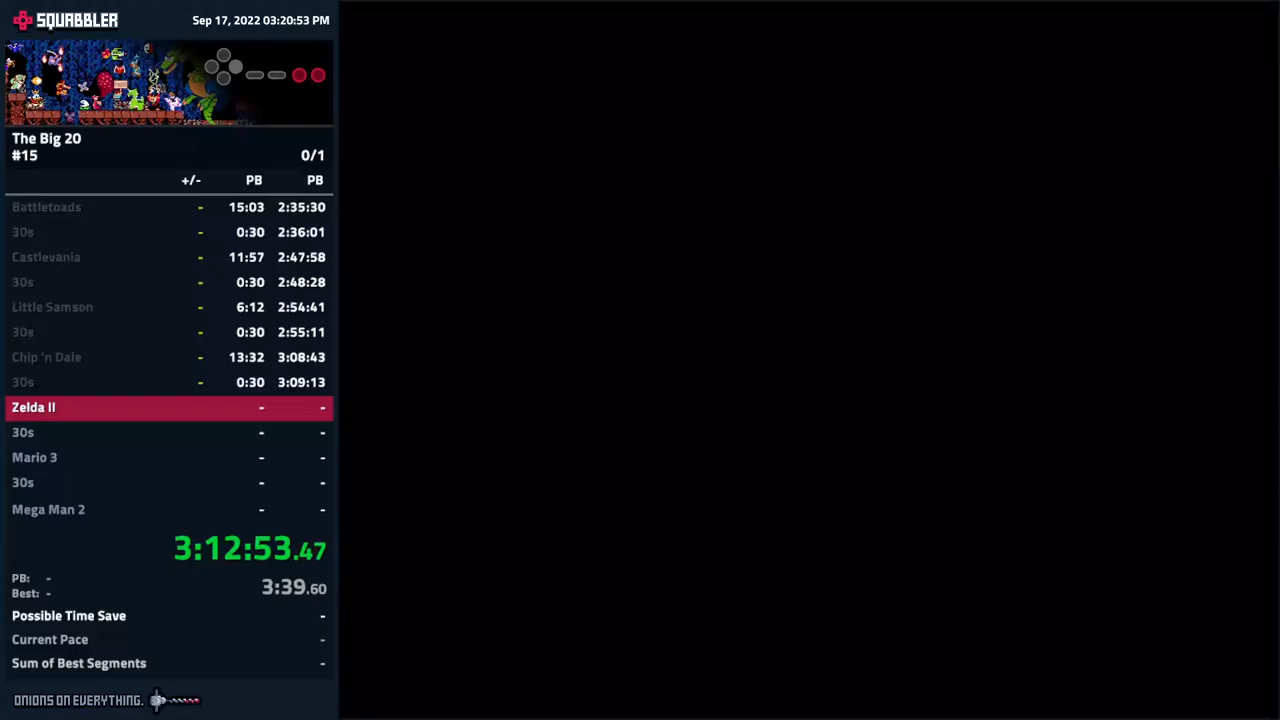 SQUABBLER Sep 17, 2022 03:20:53 PM
The Big 20
#15 0/1
+/- PB PB
Battletoads - 15:03 2:35:30
30s - 0:30 2:36:01
Castlevania - 11:57 2:47:58
30s - 0:30 2:48:28
Little Samson - 6:12 2:54:41
30s - 0:30 2:55:11
Chip 'n Dale - 13:32 3:08:43
30s - 0:30 3:09:13
Zelda II - -
30s - -
Mario 3 - -
30s - -
Mega Man 2 - -
3:12:53.47
PB: - 3:39.60
Best: -
Possible Time Save -
Current Pace -
Sum of Best Segments -
ONIONS ON EVERYTHING.